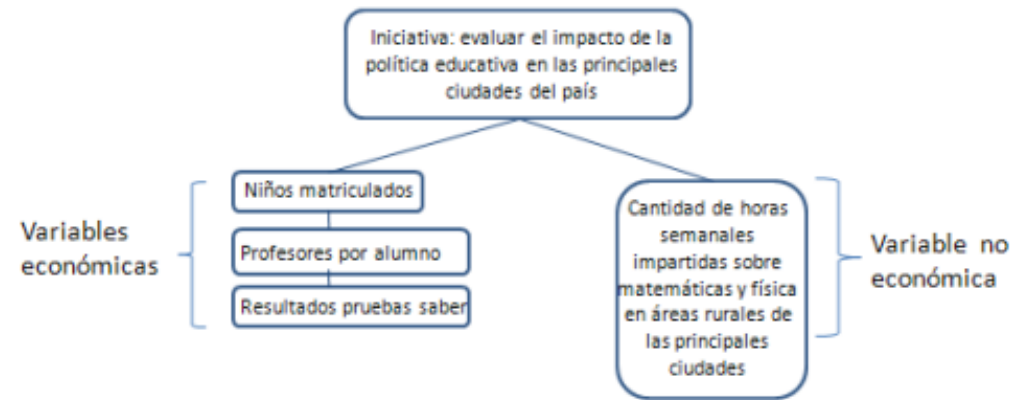 Iniciativa: evaluar el impacto de la
política educativa en las principales
ciudades del país
Variables
económicas
Niños matriculados
Profesores por alumno
Resultados pruebas saber
Cantidad de horas
semanales
impartidas sobre
matemáticas y física
en áreas rurales de
las principales
ciudades
Variable no
económica